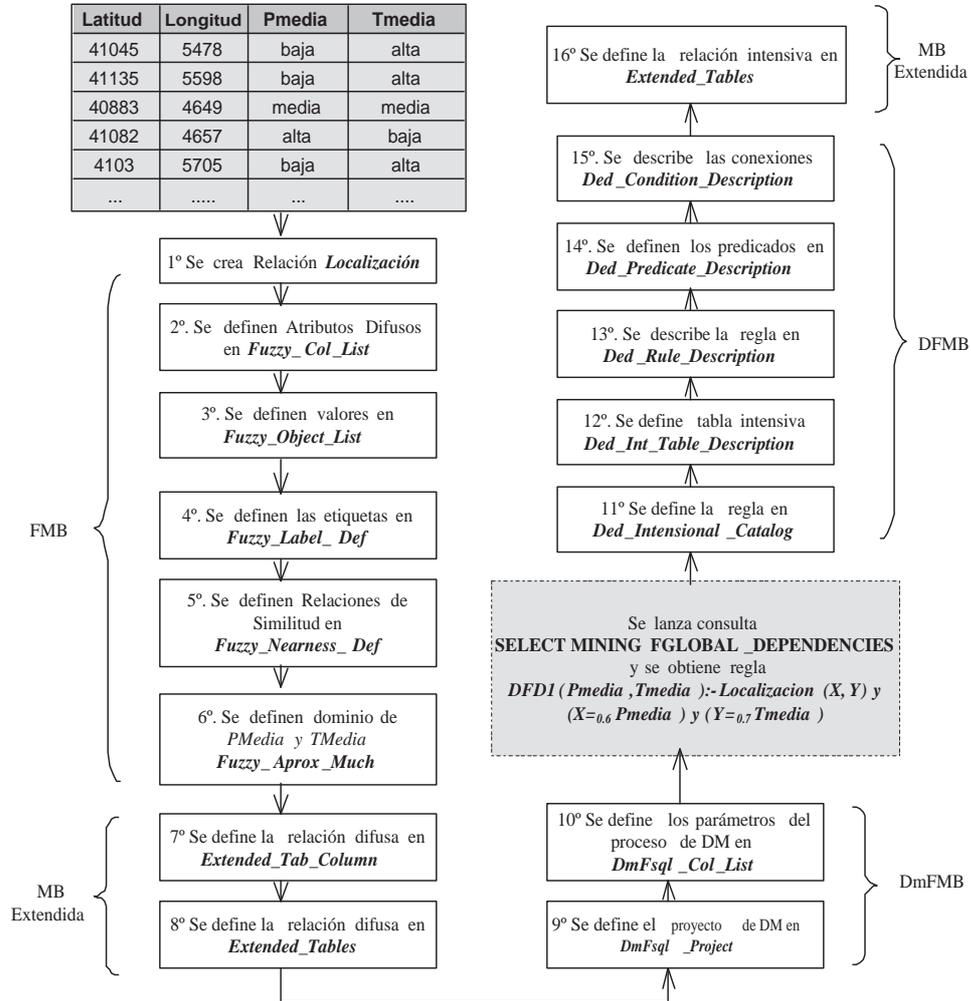 Latitud Longitud Pmedia Tmedia
41045 5478 baja alta
41135 5598 baja alta
40883 4649 media media
41082 4657 alta baja
4103 5705 baja alta
... ..... ... ....
1º Se crea Relación Localización
2º. Se definen Atributos Difusos
en Fuzzy_ Col_List
3º. Se definen valores en
Fuzzy_Object_List
4º. Se definen las etiquetas en
Fuzzy_Label_ Def
5º. Se definen Relaciones de
Similitud en
Fuzzy_Nearness_ Def
6º. Se definen dominio de
PMedia y TMedia
Fuzzy_ Aprox _Much
FMB
7º Se define la relación difusa en
Extended_Tab_Column
8º Se define la relación difusa en
Extended_Tables
MB
Extendida
9º Se define el proyecto de DM en
DmFsql _Project
10º Se define los parámetros del
proceso de DM en
DmFsql _Col_List
DmFMB
Se lanza consulta
SELECT MINING FGLOBAL _DEPENDENCIES
y se obtiene regla
DFD1 ( Pmedia ,Tmedia ):- Localizacion (X, Y) y
(X=0.6 Pmedia ) y ( Y=0.7 Tmedia )
11º Se define la regla en
Ded_Intensional _Catalog
12º. Se define tabla intensiva
Ded_Int_Table_Description
13º. Se describe la regla en
Ded _Rule_Description
14º. Se definen los predicados en
Ded_Predicate_Description
15º. Se describe las conexiones
Ded _Condition_Description
DFMB
16º Se define la relación intensiva en
Extended_Tables
MB
Extendida